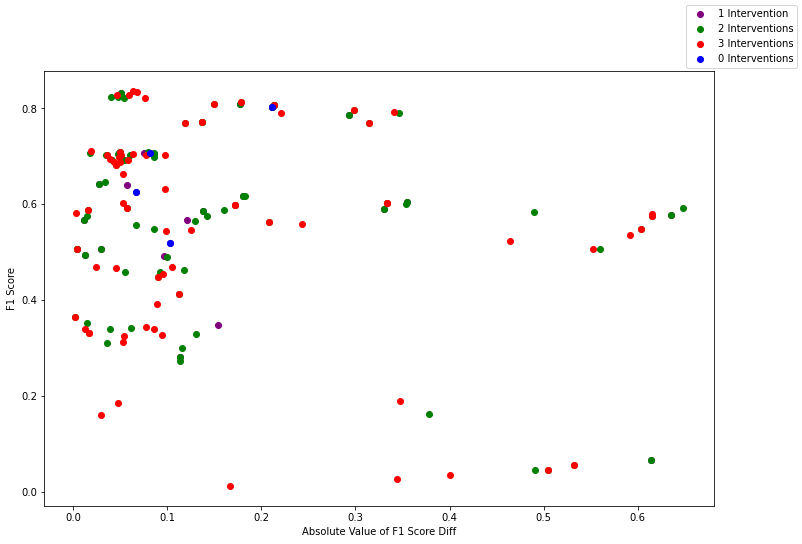 1 Intervention
2 Interventions
3 Interventions
0 Interventions
0.8
0.6
0.4
0.2
0.0
F1 Score
0.0 0.1 0.2 0.3 0.4 0.5 0.6
Absolute Value of F1 Score Diff